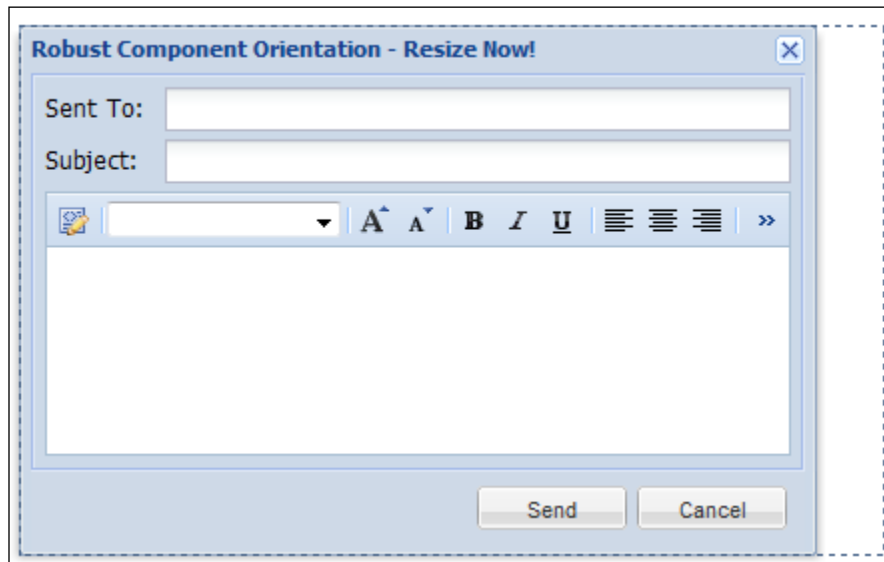 Robust Component Orientation - Resize Now!
Sent To:
Subject:
A A B I U »
Send Cancel